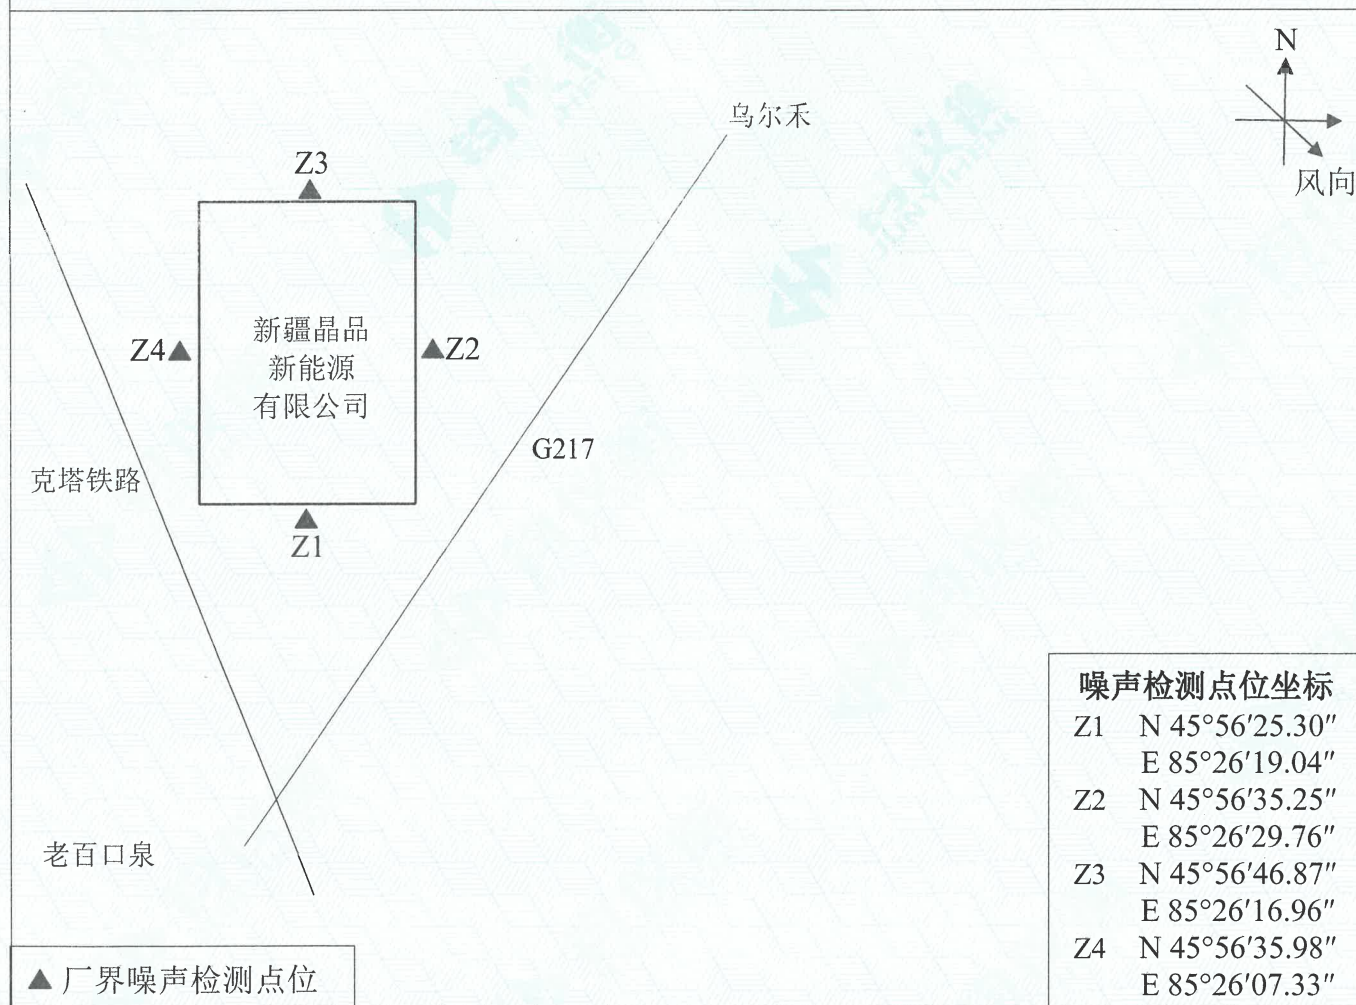 N
风向
乌尔禾
Z3
新疆晶品
新能源
有限公司
Z4
Z2
G217
克塔铁路
Z1
老百口泉
噪声检测点位坐标
Z1 N 45°56′25.30″
E 85°26′19.04″
Z2 N 45°56′35.25″
E 85°26′29.76″
Z3 N 45°56′46.87″
E 85°26′16.96″
Z4 N 45°56′35.98″
E 85°26′07.33″
▲ 厂界噪声检测点位